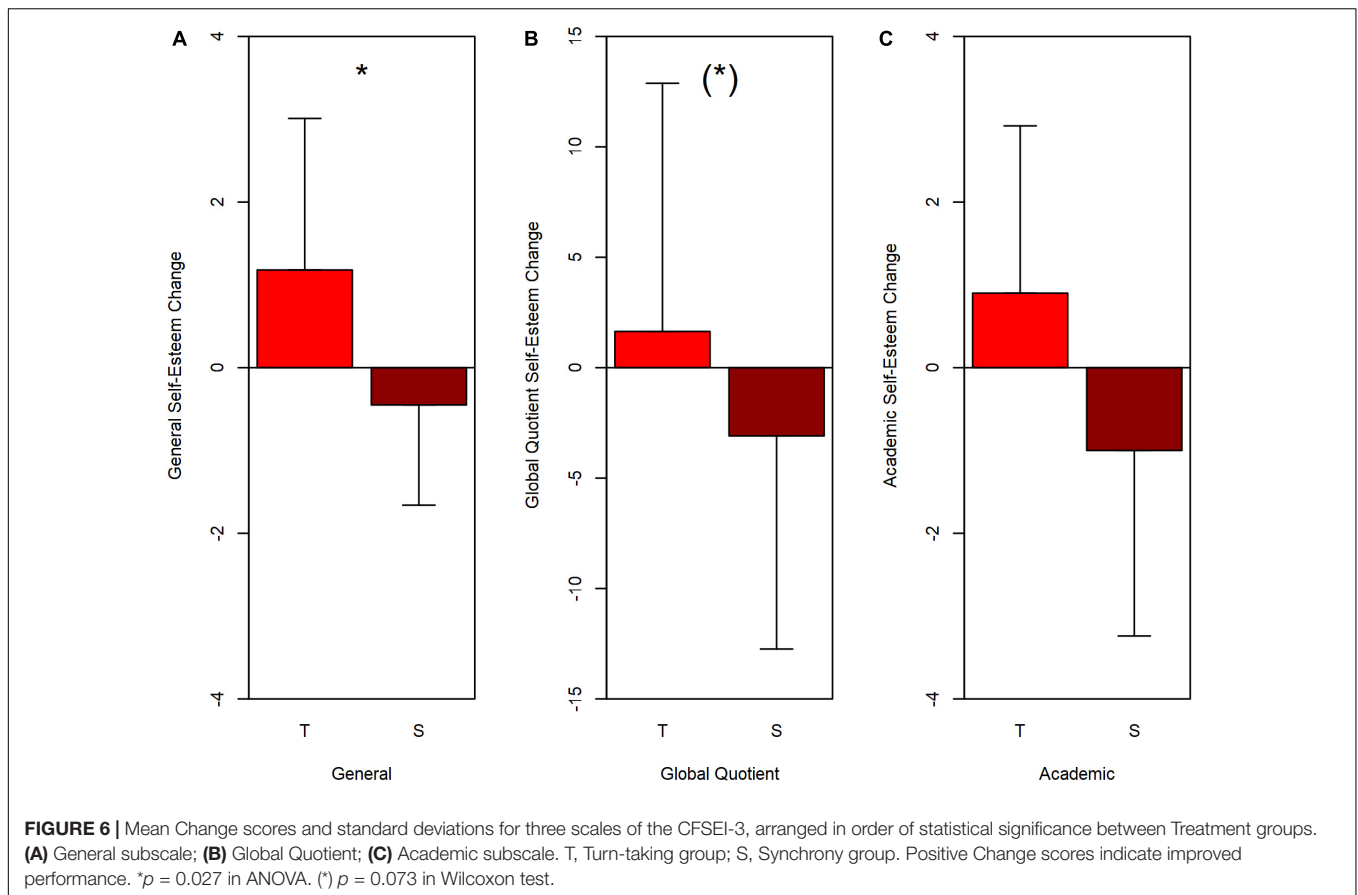 A
4
2
0
-2
-4
General Self-Esteem Change
*
T
S
General
B
15
10
5
0
-5
-10
-15
Global Quotient Self-Esteem Change
(*)
T
S
Global Quotient
C
4
2
0
-2
-4
Academic Self-Esteem Change
T
S
Academic
FIGURE 6 | Mean Change scores and standard deviations for three scales of the CFSEI-3, arranged in order of statistical significance between Treatment groups.
(A) General subscale; (B) Global Quotient; (C) Academic subscale. T, Turn-taking group; S, Synchrony group. Positive Change scores indicate improved
performance. *p = 0.027 in ANOVA. (*) p = 0.073 in Wilcoxon test.